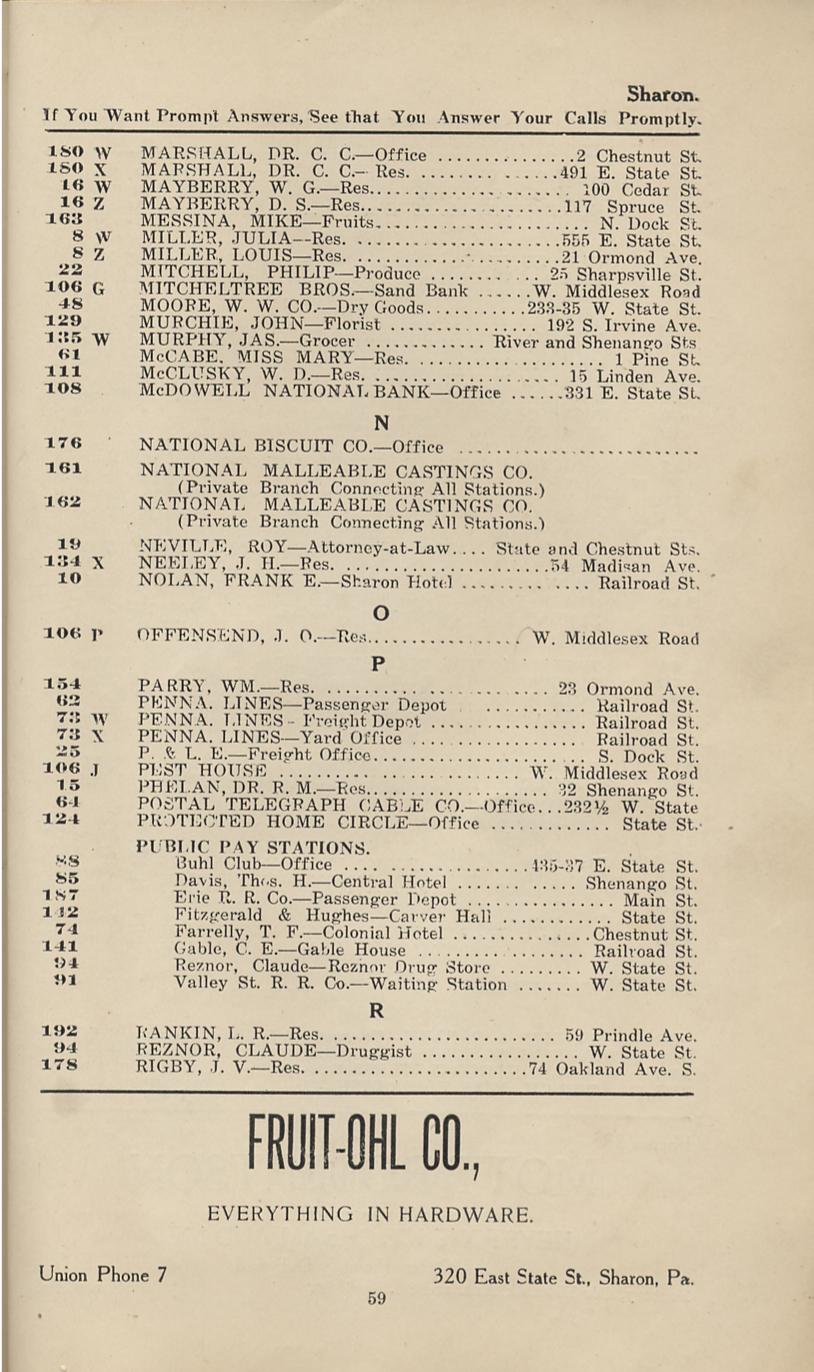 Sharon.
If You Want Prompt Answers, See that You Answer Your Calls Promptly.
180 W MARSHALL, DR. C. C.—Office ...............2 Chestnut St.
180 X MARSHALL, DR. C. C.—Res. ...............491 E. State St.
16 W MAYBERRY, W. G.—Res........................ 100 Cedar St.
16 Z MAYBERRY, D. S.—Res.......................117 Spruce St.
163 MESSINA, MIKE—Fruits........................ N. Dock St.
8 W MILLER, JULIA—Res. .......................555 E. State St.
8 Z MILLER, LOUIS—Res. .......................21 Ormond Ave.
22 MITCHELL, PHILIP—Produce ............ 25 Sharpsville St.
106 G MITCHELTREE BROS.—Sand Bank ......W. Middlesex Road
48 MOORE, W. W. CO.—Dry Goods...........233-35 W. State St.
129 MURCHIE, JOHN—Florist ................ 192 S. Irvine Ave.
135 W MURPHY, JAS.—Grocer ............. River and Shenango Sts
61 McCABE, MISS MARY—Res. .................... 1 Pine St.
111 McCLUSKY, W. D.—Res. .................... 15 Linden Ave.
108 McDOWELL NATIONAL BANK—Office ......331 E. State St.
N
176 NATIONAL BISCUIT CO.—Office ..........................
161 NATIONAL MALLEABLE CASTINGS CO.
(Private Branch Connecting All Stations.)
162 NATIONAL MALLEABLE CASTINGS CO.
(Private Branch Connecting All Stations.)
19 NEVILLE, ROY—Attorney-at-Law.... State and Chestnut Sts.
134 X NEELEY, J. H.—Res. ......................54 Madison Ave.
10 NOLAN, FRANK E.—Sharon Hotel .............. Railroad St.
O
106 P OFFENSEND, J. O.—Res................. W. Middlesex Road
P
154 PARRY, WM.—Res. ........................ 23 Ormond Ave.
62 PENNA. LINES—Passenger Depot ........... Railroad St.
73 W PENNA. LINES - Freight Depot ................. Railroad St.
73 X PENNA. LINES—Yard Office .................. Railroad St.
25 P. & L. E.—Freight Office........................ S. Dock St.
106 J PEST HOUSE ........................... W. Middlesex Road
15 PHELAN, DR. R. M.—Res................... 32 Shenango St.
64 POSTAL TELEGRAPH CABLE CO.—Office...232½ W. State
124 PROTECTED HOME CIRCLE—Office ............. State St.
PUBLIC PAY STATIONS.
88 Buhl Club—Office .....................435-37 E. State St.
85 Davis, Thos. H.—Central Hotel ............. Shenango St.
187 Erie R. R. Co.—Passenger Depot ................ Main St.
142 Fitzgerald & Hughes—Carver Hall ............ State St.
74 Farrelly, T. F.—Colonial Hotel ...............Chestnut St.
141 Gable, C. E.—Gable House .................. Railroad St.
94 Reznor, Claude—Reznor Drug Store ......... W. State St.
91 Valley St. R. R. Co.—Waiting Station ....... W. State St.
R
192 RANKIN, L. R.—Res. ........................ 59 Prindle Ave.
94 REZNOR, CLAUDE—Druggist ................. W. State St.
178 RIGBY, J. V.—Res. .......................74 Oakland Ave. S.
FRUIT-OHL CO.,
EVERYTHING IN HARDWARE.
Union Phone 7 320 East State St., Sharon, Pa.
59